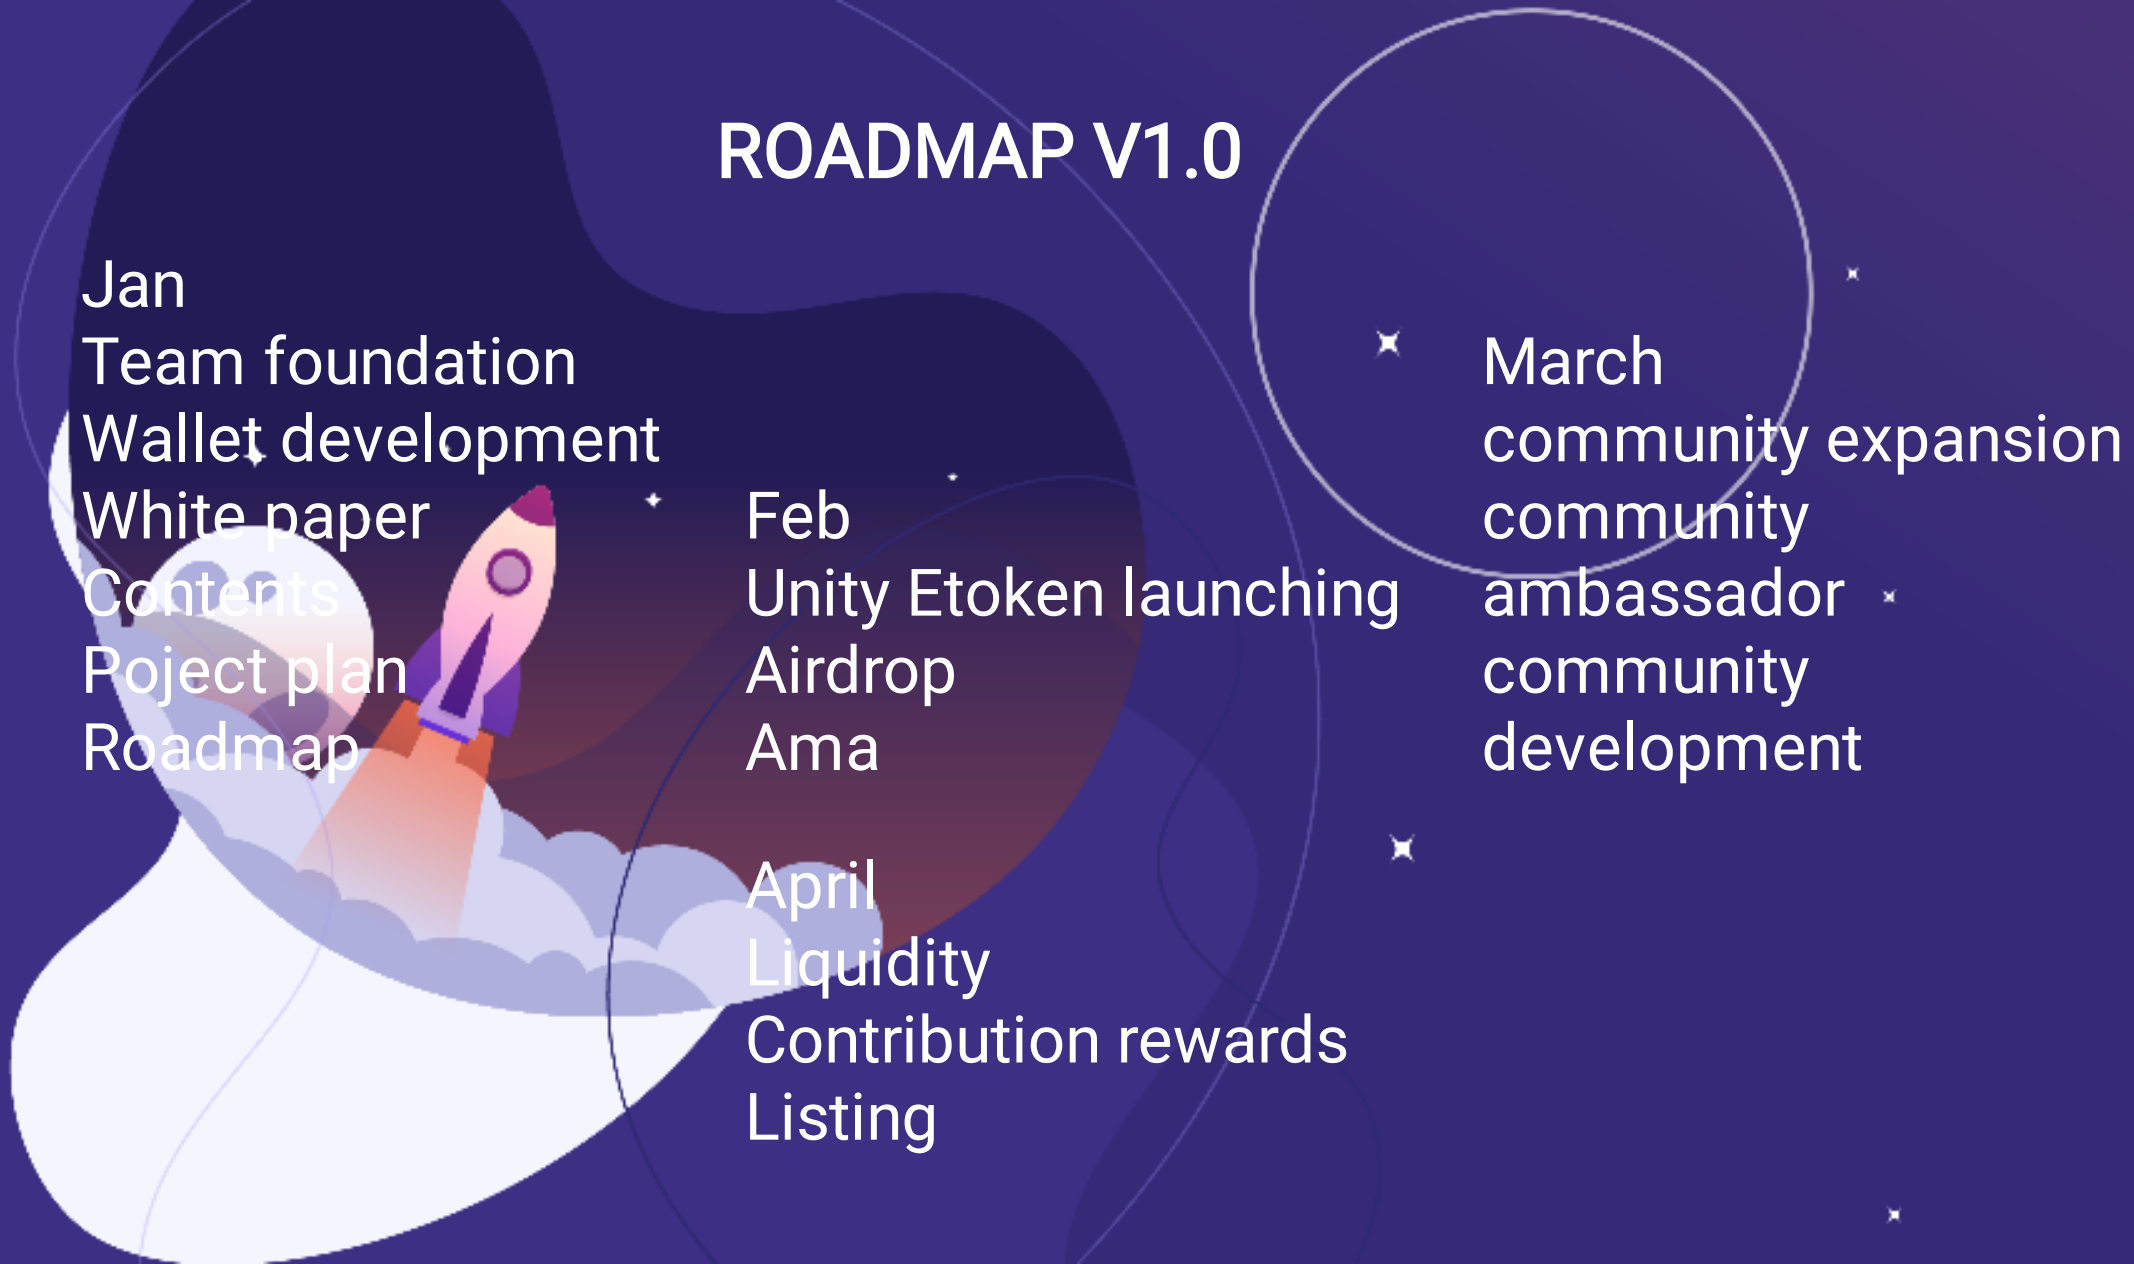 ROADMAP V1.0
Jan
Team foundation
Wallet development
White paper
Contents
Poject plan
Roadmap
Feb
Unity Etoken launching
Airdrop
Ama
March
community expansion
community
ambassador
community
development
April
Liquidity
Contribution rewards
Listing